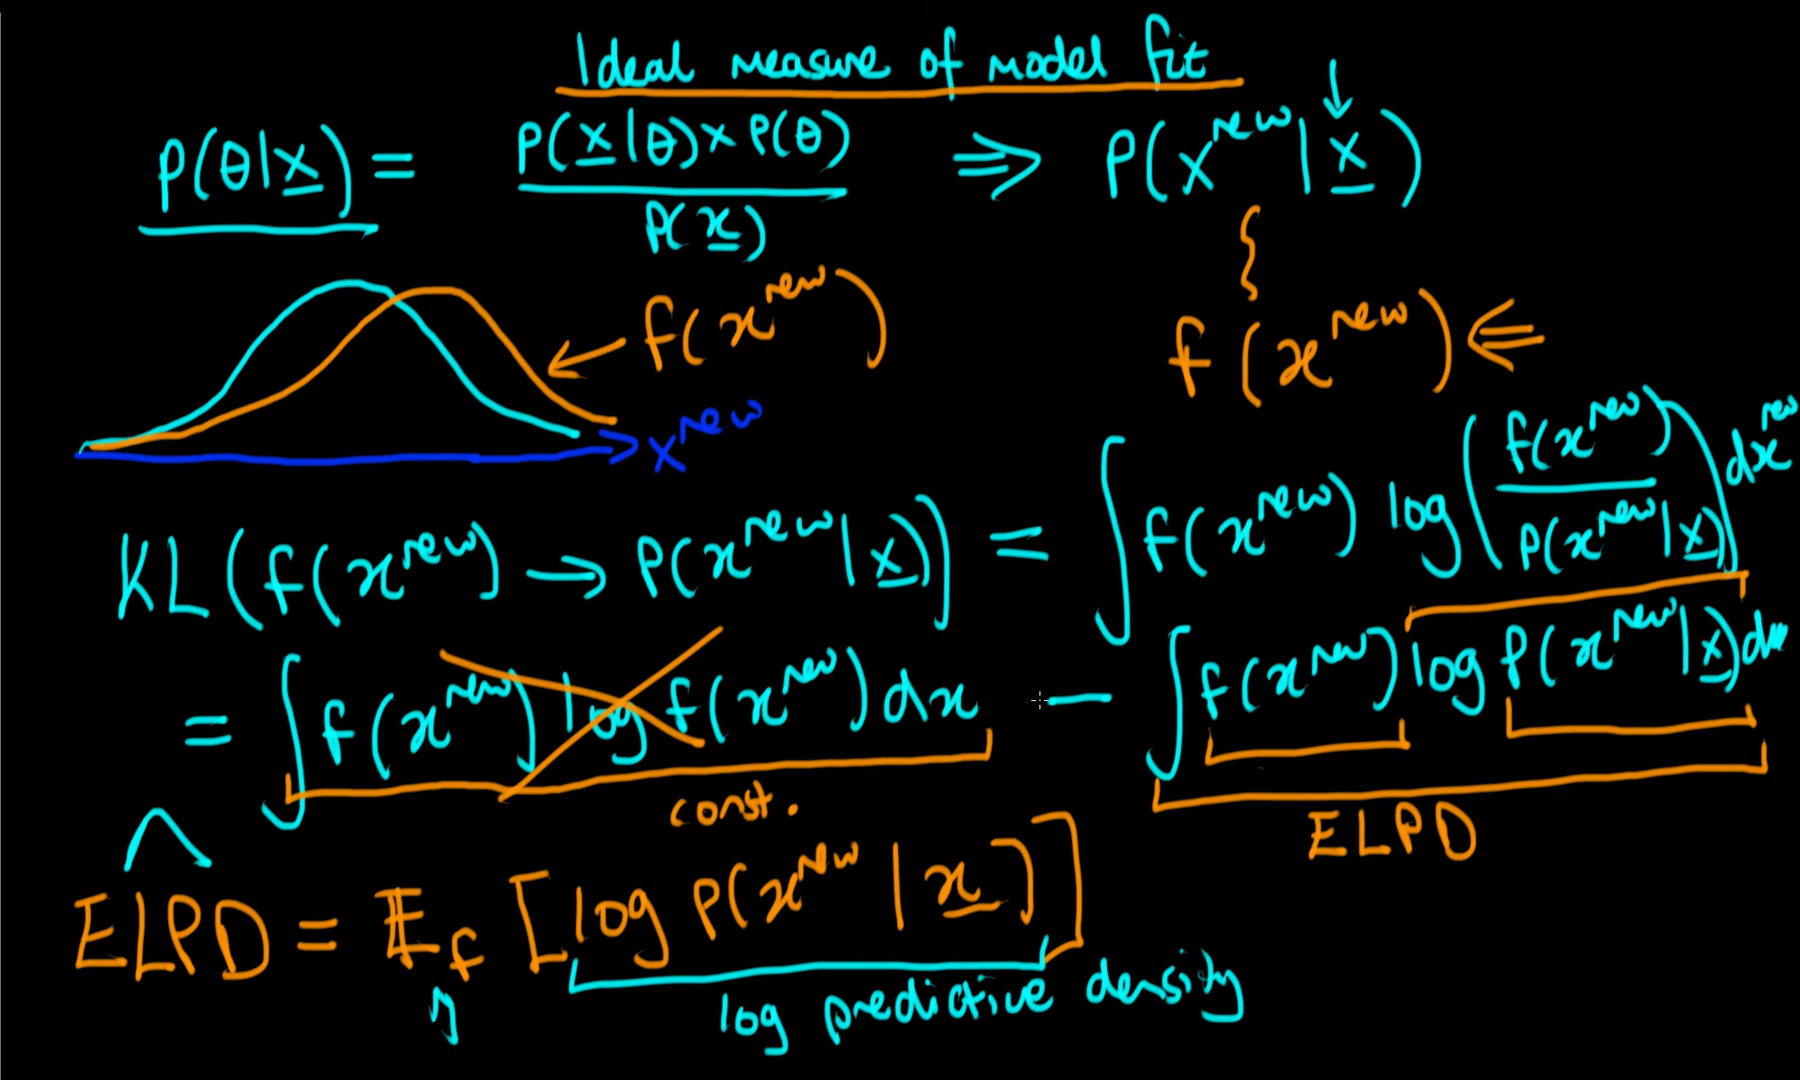 Ideal measure of model fit
P(θ|x) = P(x|θ) × P(θ) / P(x) ⇒ P(x^new | x)
f(x^new)
f(x^new) ⇐
x^new
KL(f(x^new) → P(x^new | x)) = ∫ f(x^new) log(f(x^new) / P(x^new | x)) dx^new
= ∫ f(x^new) log f(x^new) dx — ∫ f(x^new) log P(x^new | x) dx
const.
ELPD
ELPD = E_f [log P(x^new | x)]
log predictive density